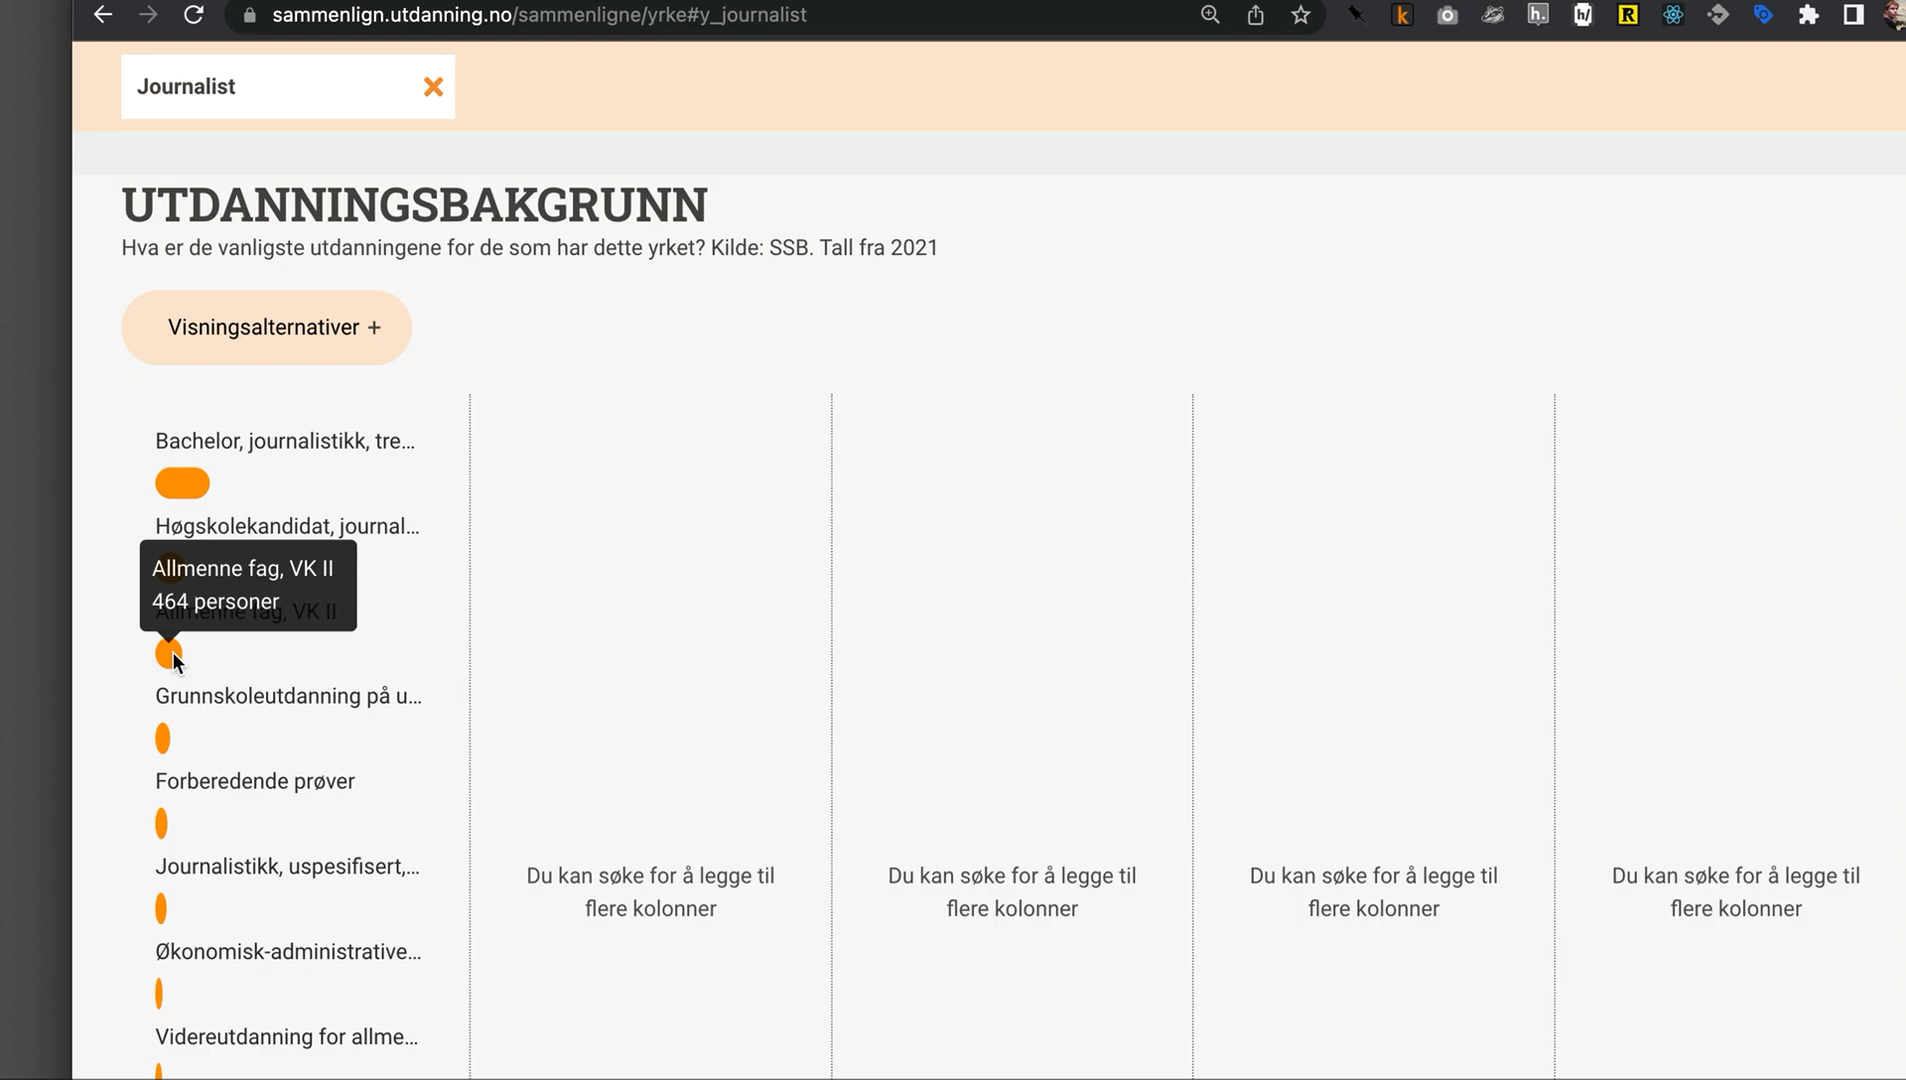 sammenlign.utdanning.no/sammenligne/yrke#y_journalist
Journalist
UTDANNINGSBAKGRUNN
Hva er de vanligste utdanningene for de som har dette yrket? Kilde: SSB. Tall fra 2021
Visningsalternativer +
Bachelor, journalistikk, tre...
Høgskolekandidat, journal...
Allmenne fag, VK II
464 personer
Allmenne fag, VK II
Grunnskoleutdanning på u...
Forberedende prøver
Journalistikk, uspesifisert,...
Økonomisk-administrative...
Videreutdanning for allme...
Du kan søke for å legge til
flere kolonner
Du kan søke for å legge til
flere kolonner
Du kan søke for å legge til
flere kolonner
Du kan søke for å legge til
flere kolonner